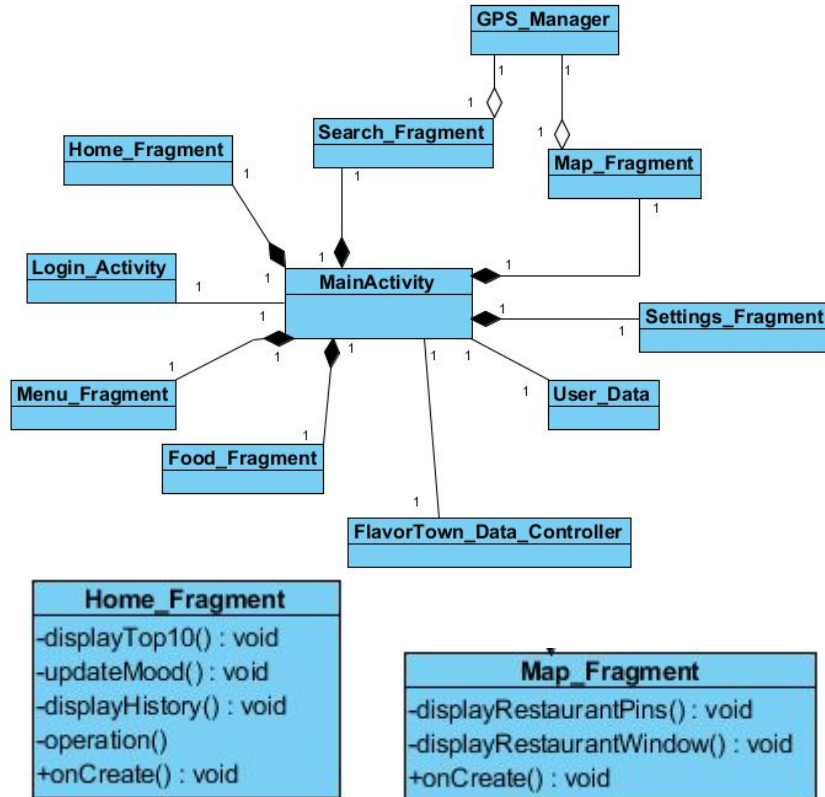 GPS_Manager
1
1
1
1
Search_Fragment
Home_Fragment
Map_Fragment
1
1
1
1
1
1
Login_Activity
1
MainActivity
1
1
Settings_Fragment
1
1
1
1
1
1
Menu_Fragment
User_Data
1
1
Food_Fragment
1
FlavorTown_Data_Controller
Home_Fragment
-displayTop10() : void
-updateMood() : void
-displayHistory() : void
-operation()
+onCreate() : void
Map_Fragment
-displayRestaurantPins() : void
-displayRestaurantWindow() : void
+onCreate() : void